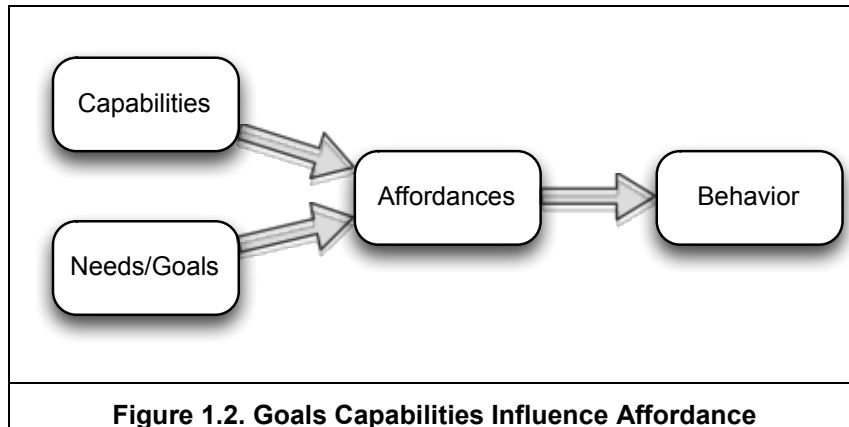 Capabilities
Needs/Goals
Affordances
Behavior
Figure 1.2. Goals Capabilities Influence Affordance